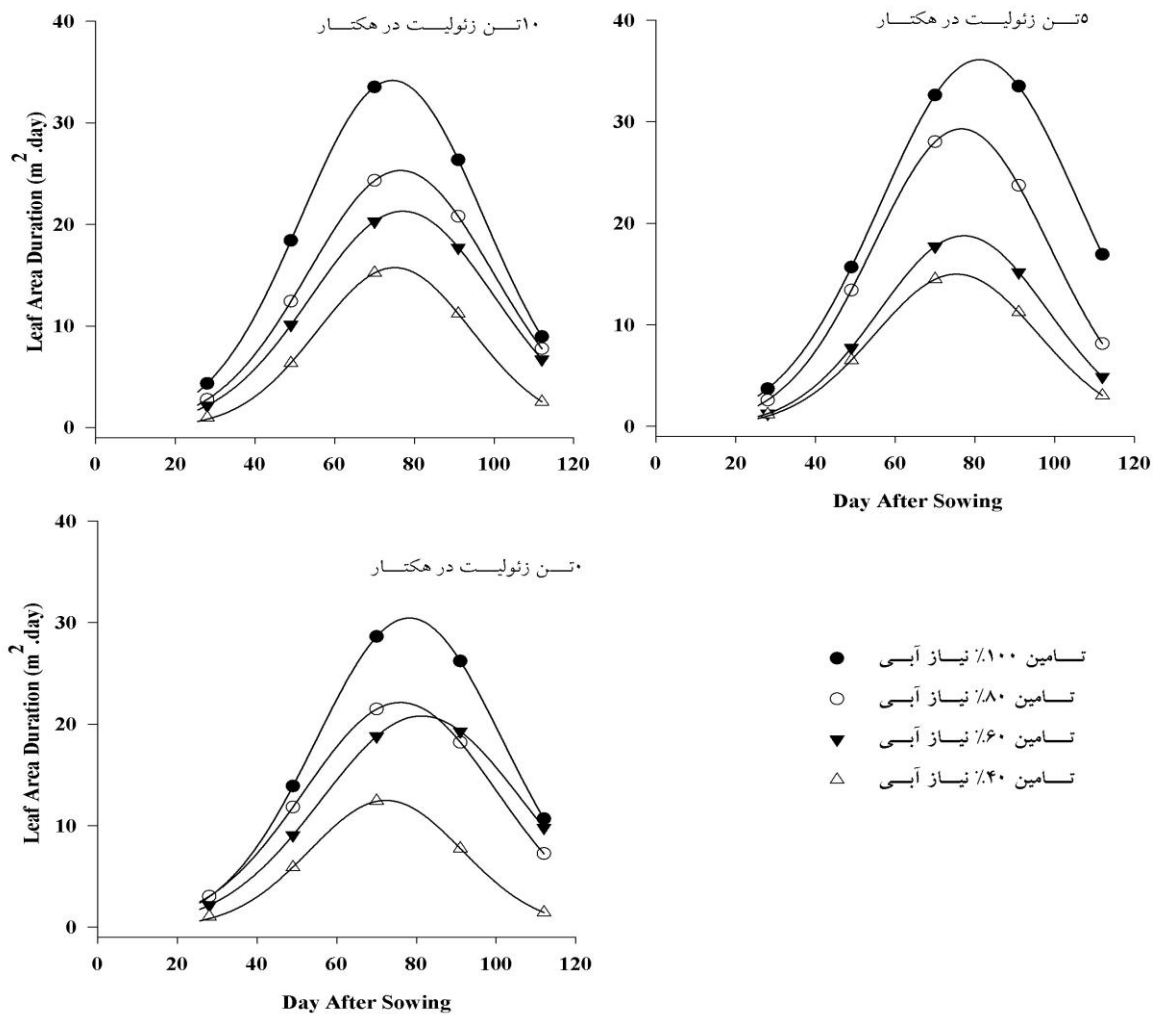 ۱۰تن زئولیت در هکتار
40
30
20
10
0
Leaf Area Duration (m².day)
0 20 40 60 80 100 120
۵تن زئولیت در هکتار
40
30
20
10
0
0 20 40 60 80 100 120
Day After Sowing
۰تن زئولیت در هکتار
40
30
20
10
0
Leaf Area Duration (m².day)
0 20 40 60 80 100 120
Day After Sowing
تامین ۱۰۰٪ نیاز آبی
تامین ۸۰٪ نیاز آبی
تامین ۶۰٪ نیاز آبی
تامین ۴۰٪ نیاز آبی